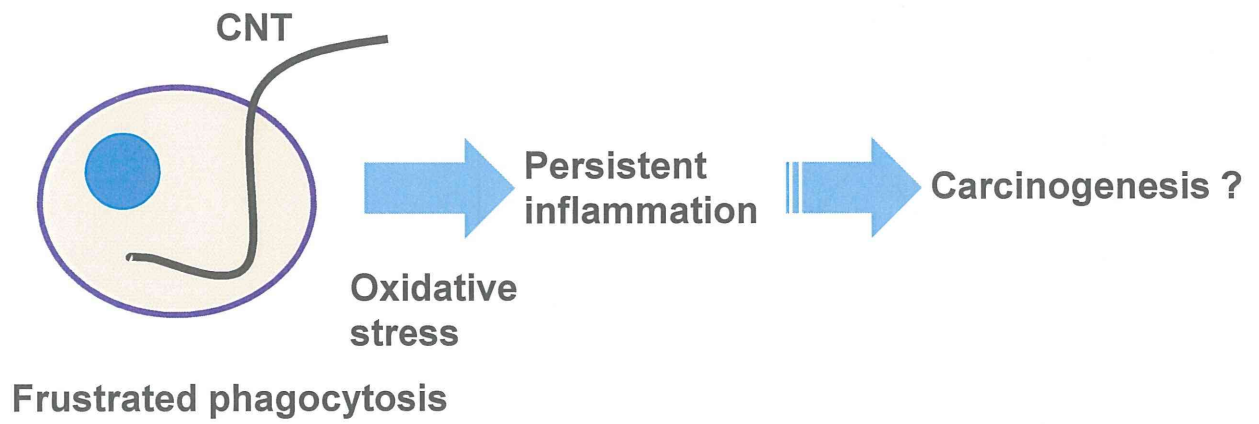 CNT
Persistent
inflammation
Carcinogenesis ?
Oxidative
stress
Frustrated phagocytosis